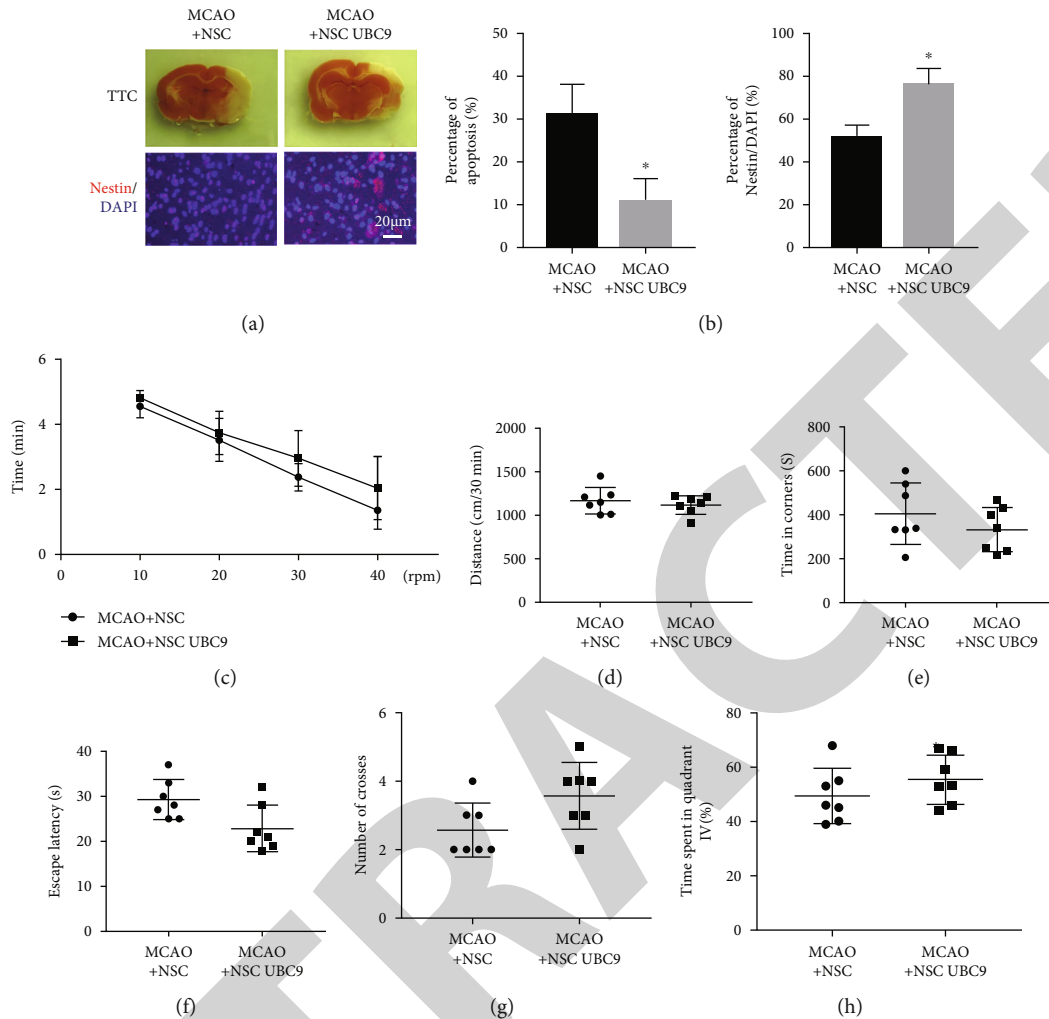 MCAO
+NSC
MCAO
+NSC UBC9
TTC
Nestin/
DAPI
20μm
(a)
Percentage of
apoptosis (%)
50
40
30
20
10
0
*
MCAO
+NSC
MCAO
+NSC UBC9
Percentage of
Nestin/DAPI (%)
100
80
60
40
20
0
*
MCAO
+NSC
MCAO
+NSC UBC9
(b)
Time (min)
6
4
2
0
0
10
20
30
40
(rpm)
MCAO+NSC
MCAO+NSC UBC9
(c)
Distance (cm/30 min)
2000
1500
1000
500
0
MCAO
+NSC
MCAO
+NSC UBC9
(d)
Time in corners (S)
800
600
400
200
0
MCAO
+NSC
MCAO
+NSC UBC9
(e)
Escape latency (s)
40
30
20
10
0
MCAO
+NSC
MCAO
+NSC UBC9
(f)
Number of crosses
6
4
2
0
MCAO
+NSC
MCAO
+NSC UBC9
(g)
Time spent in quadrant
IV (%)
80
60
40
20
0
*
MCAO
+NSC
MCAO
+NSC UBC9
(h)
TRACTE